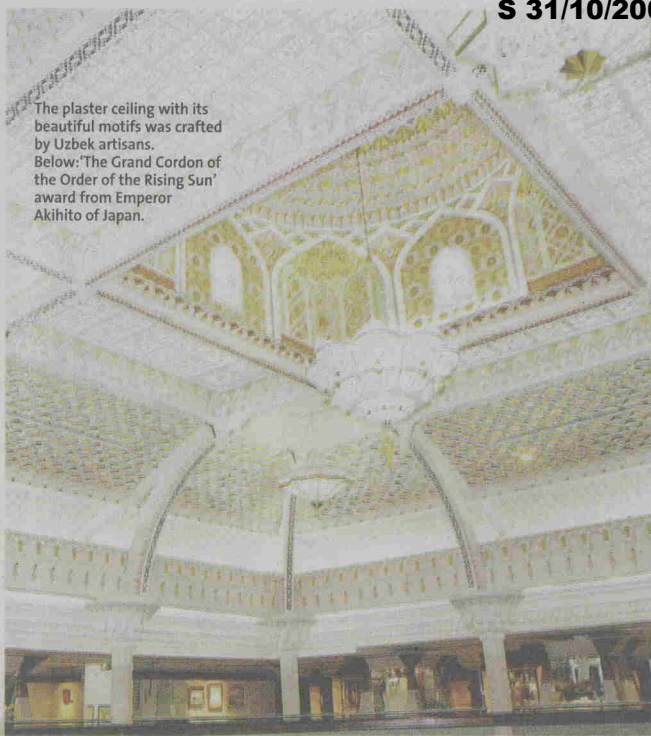 S 31/10/200
The plaster ceiling with its
beautiful motifs was crafted
by Uzbek artisans.
Below:'The Grand Cordon of
the Order of the Rising Sun'
award from Emperor
Akihito of Japan.